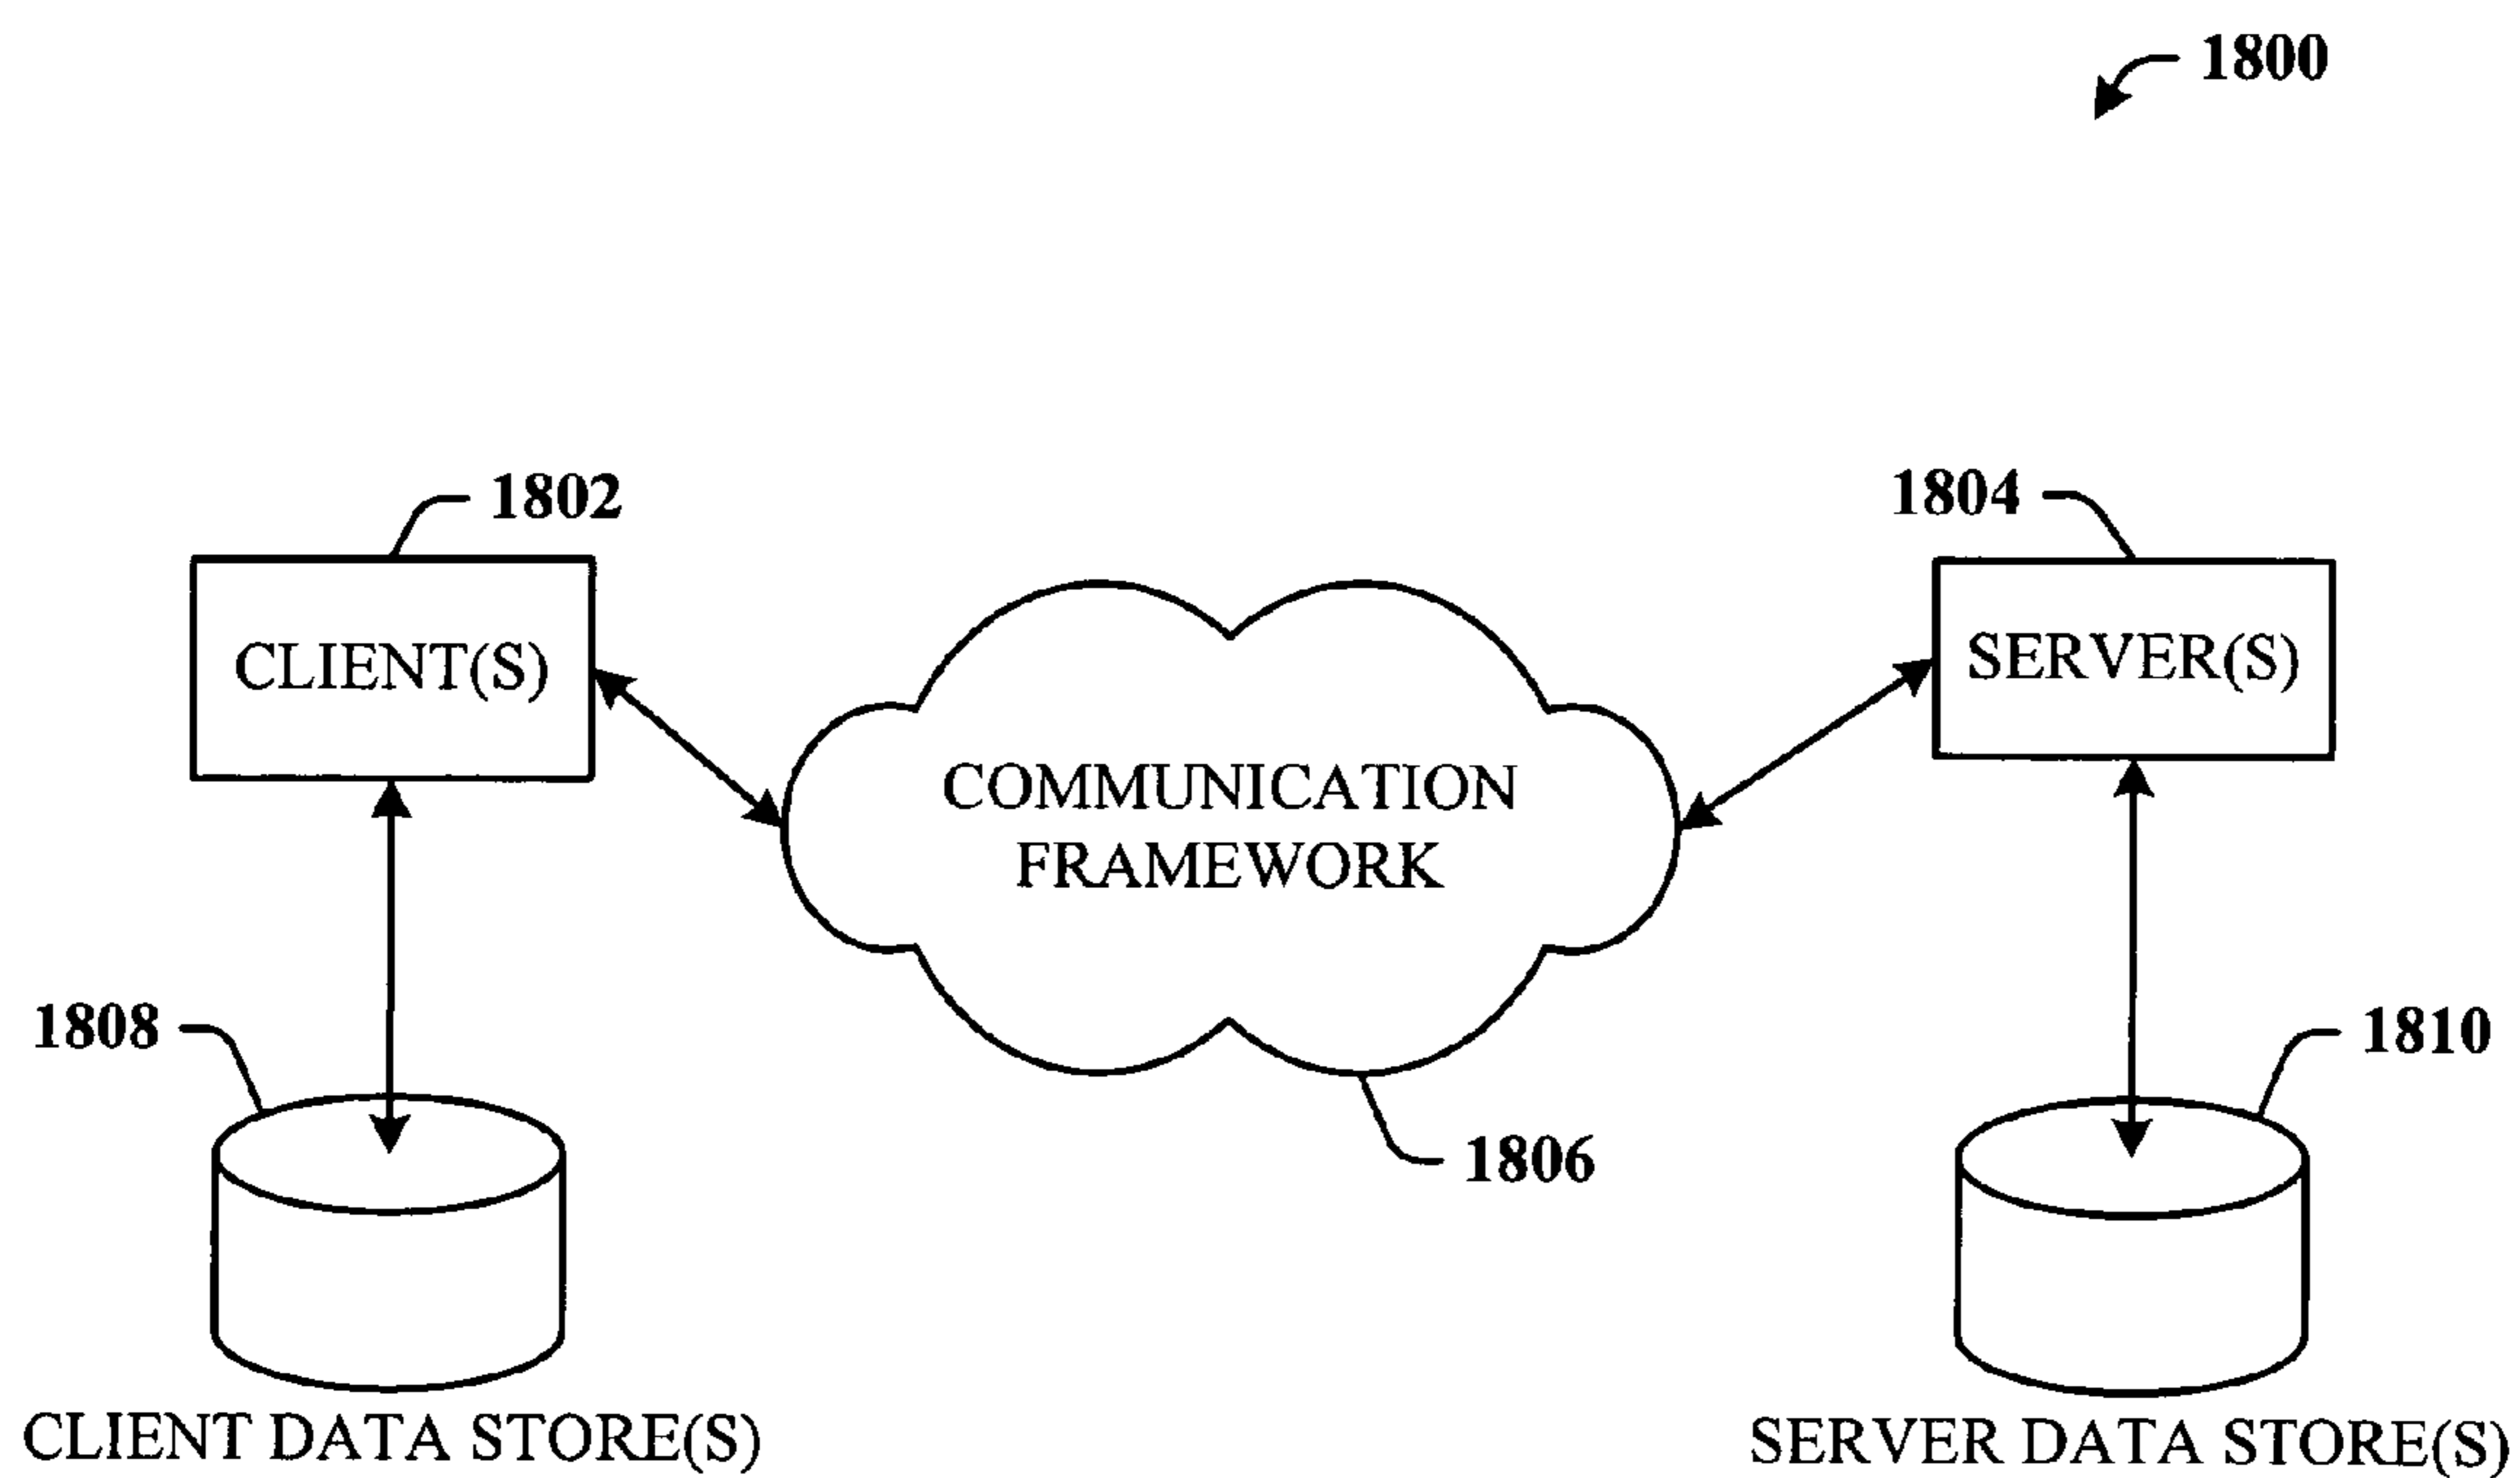 1800
1802
1804
CLIENT(S)
SERVER(S)
COMMUNICATION
FRAMEWORK
1808
1810
1806
CLIENT DATA STORE(S)
SERVER DATA STORE(S)